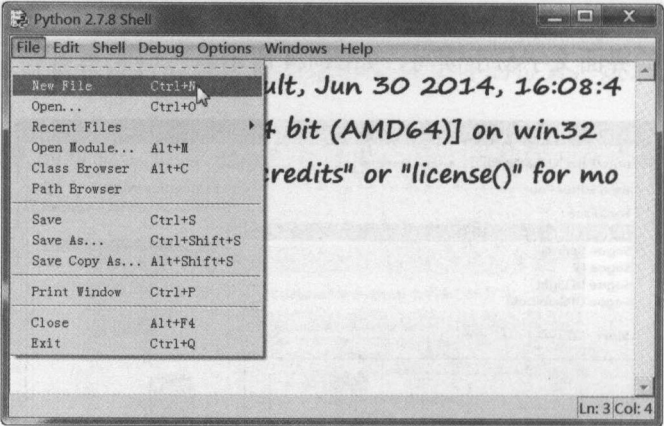 Python 2.7.8 Shell
File Edit Shell Debug Options Windows Help
New File Ctrl+N
Open... Ctrl+O
Recent Files
Open Module... Alt+M
Class Browser Alt+C
Path Browser
Save Ctrl+S
Save As... Ctrl+Shift+S
Save Copy As... Alt+Shift+S
Print Window Ctrl+P
Close Alt+F4
Exit Ctrl+Q
ult, Jun 30 2014, 16:08:4
4 bit (AMD64)] on win32
credits" or "license()" for mo
Ln: 3 Col: 4